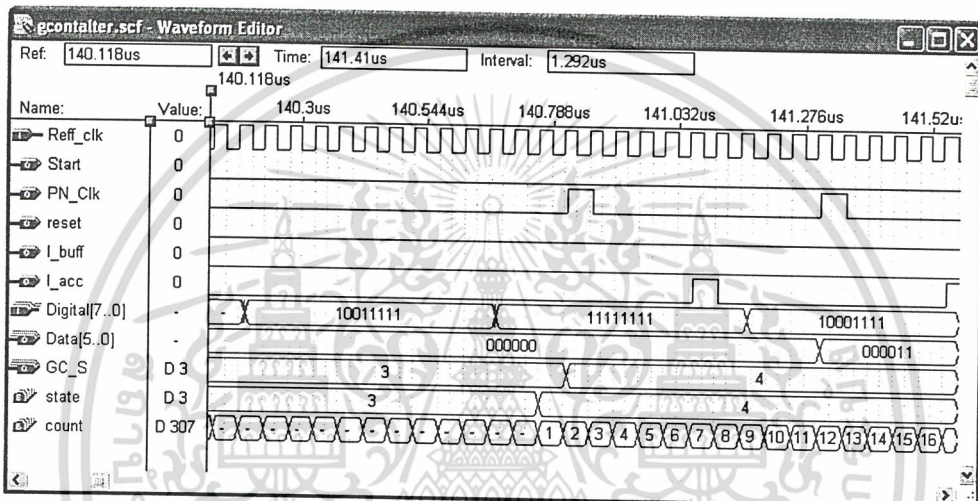 gcontalter.scf - Waveform Editor
Ref: 140.118us Time: 141.41us Interval: 1.292us
140.118us
Name: Value: 140.3us 140.544us 140.788us 141.032us 141.276us 141.52u
Reff_clk 0
Start 0
PN_Clk 0
reset 0
I_buff 0
I_acc 0
Digital[7..0] - - 10011111 11111111 10001111
Data[5..0] - 000000 000011
GC_S D 3 3 4
state D 3 3 4
count D 307 - - - - - - - - - - - - - 1 2 3 4 5 6 7 8 9 10 11 12 13 14 15 16